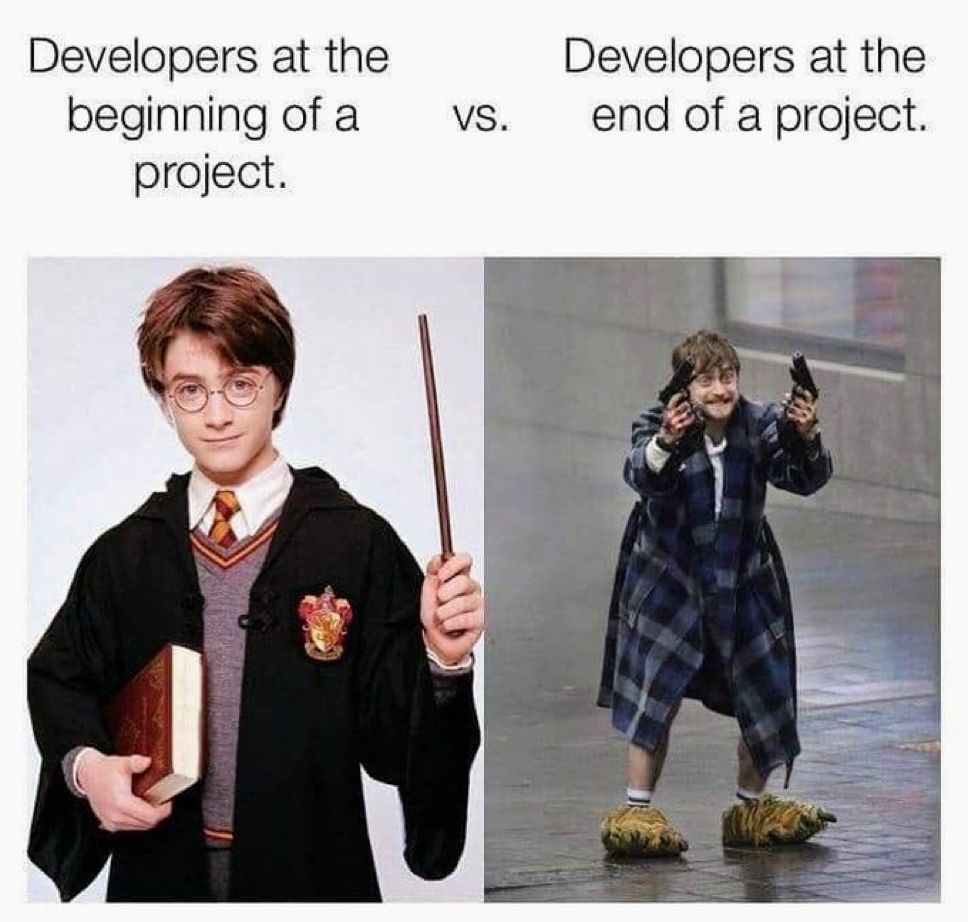 Developers at the
beginning of a
project.
vs.
Developers at the
end of a project.